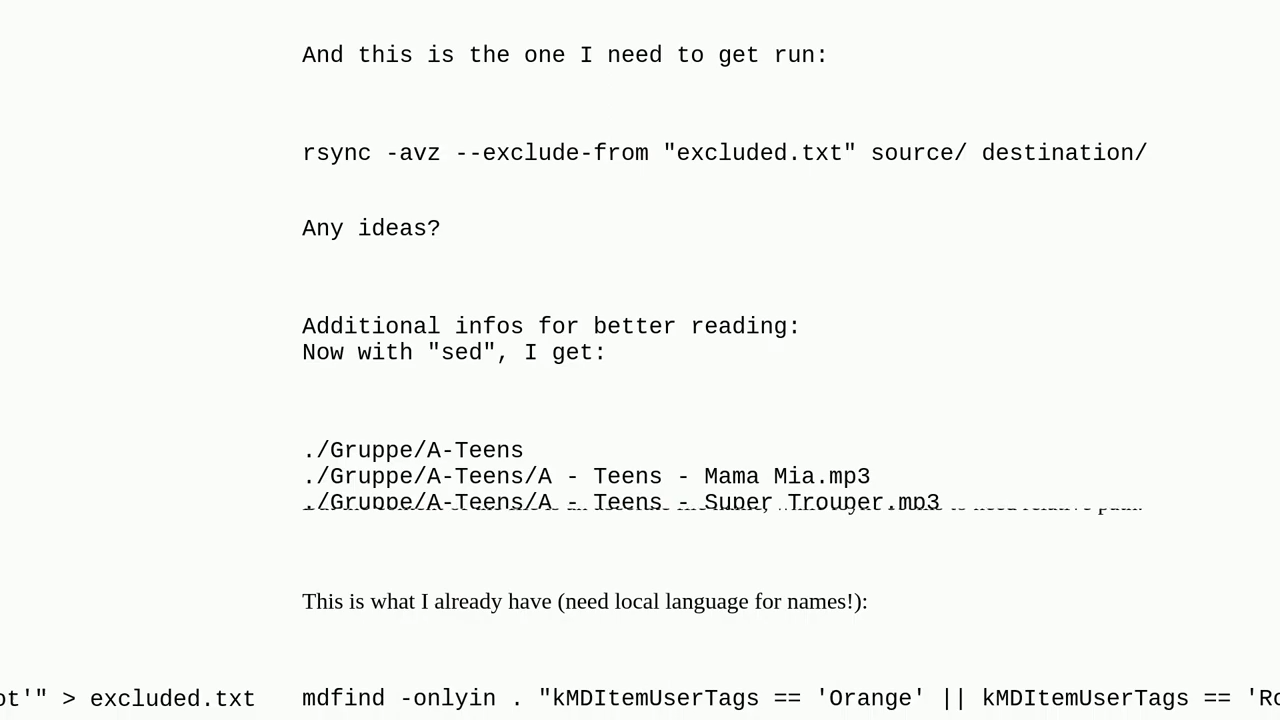 And this is the one I need to get run:
rsync -avz --exclude-from "excluded.txt" source/ destination/
Any ideas?
Additional infos for better reading:
Now with "sed", I get:
./Gruppe/A-Teens
./Gruppe/A-Teens/A - Teens - Mama Mia.mp3
./Gruppe/A-Teens/A - Teens - Super Trouper.mp3
This is what I already have (need local language for names!):
ot'" > excluded.txt mdfind -onlyin . "kMDItemUserTags == 'Orange' || kMDItemUserTags == 'Ro